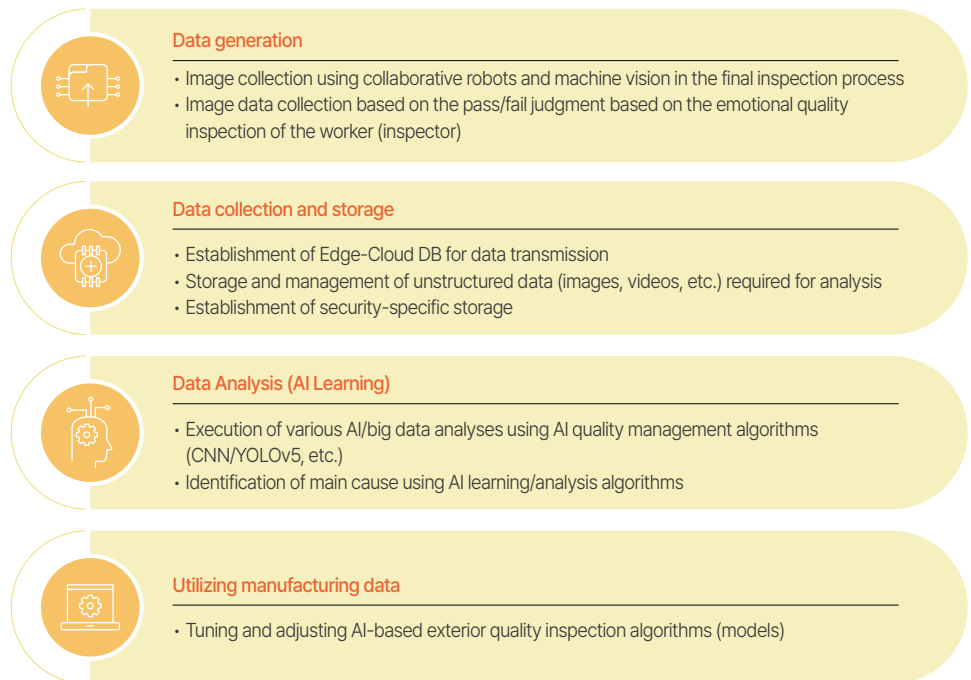 Data generation
• Image collection using collaborative robots and machine vision in the final inspection process
• Image data collection based on the pass/fail judgment based on the emotional quality
inspection of the worker (inspector)
Data collection and storage
• Establishment of Edge-Cloud DB for data transmission
• Storage and management of unstructured data (images, videos, etc.) required for analysis
• Establishment of security-specific storage
Data Analysis (AI Learning)
• Execution of various AI/big data analyses using AI quality management algorithms
(CNN/YOLOv5, etc.)
• Identification of main cause using AI learning/analysis algorithms
Utilizing manufacturing data
• Tuning and adjusting AI-based exterior quality inspection algorithms (models)